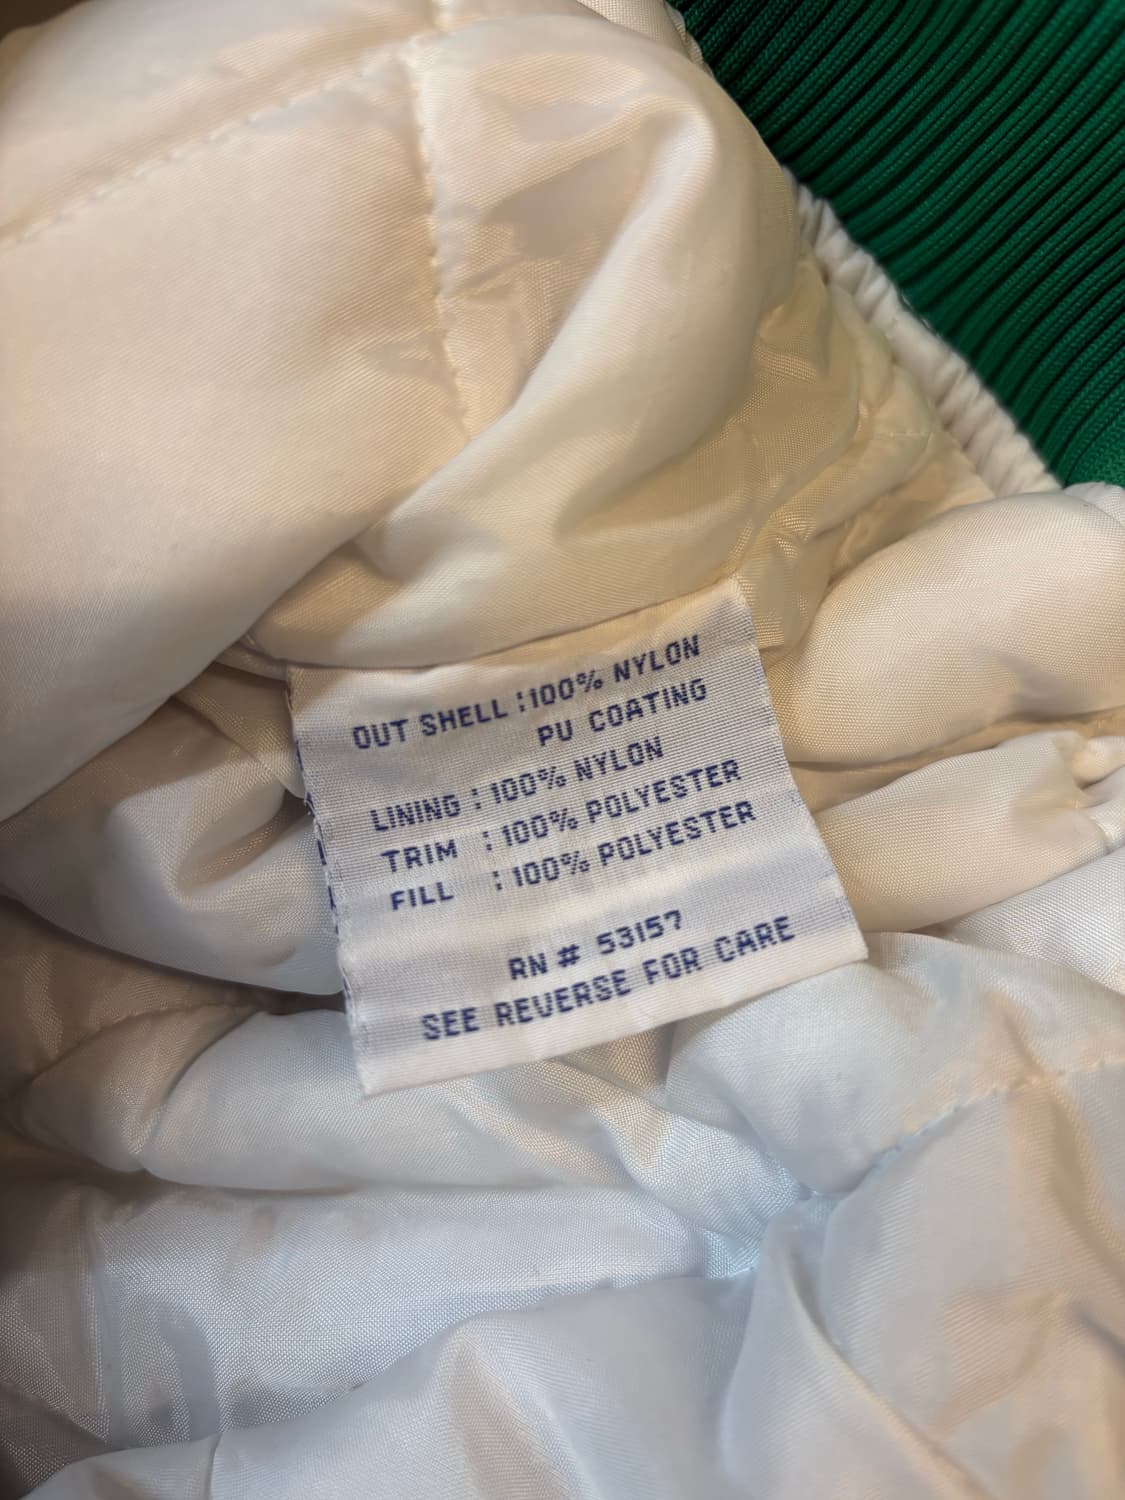 OUT SHELL :100% NYLON
PU COATING
LINING : 100% NYLON
TRIM : 100% POLYESTER
FILL : 100% POLYESTER
RN # 53157
SEE REVERSE FOR CARE